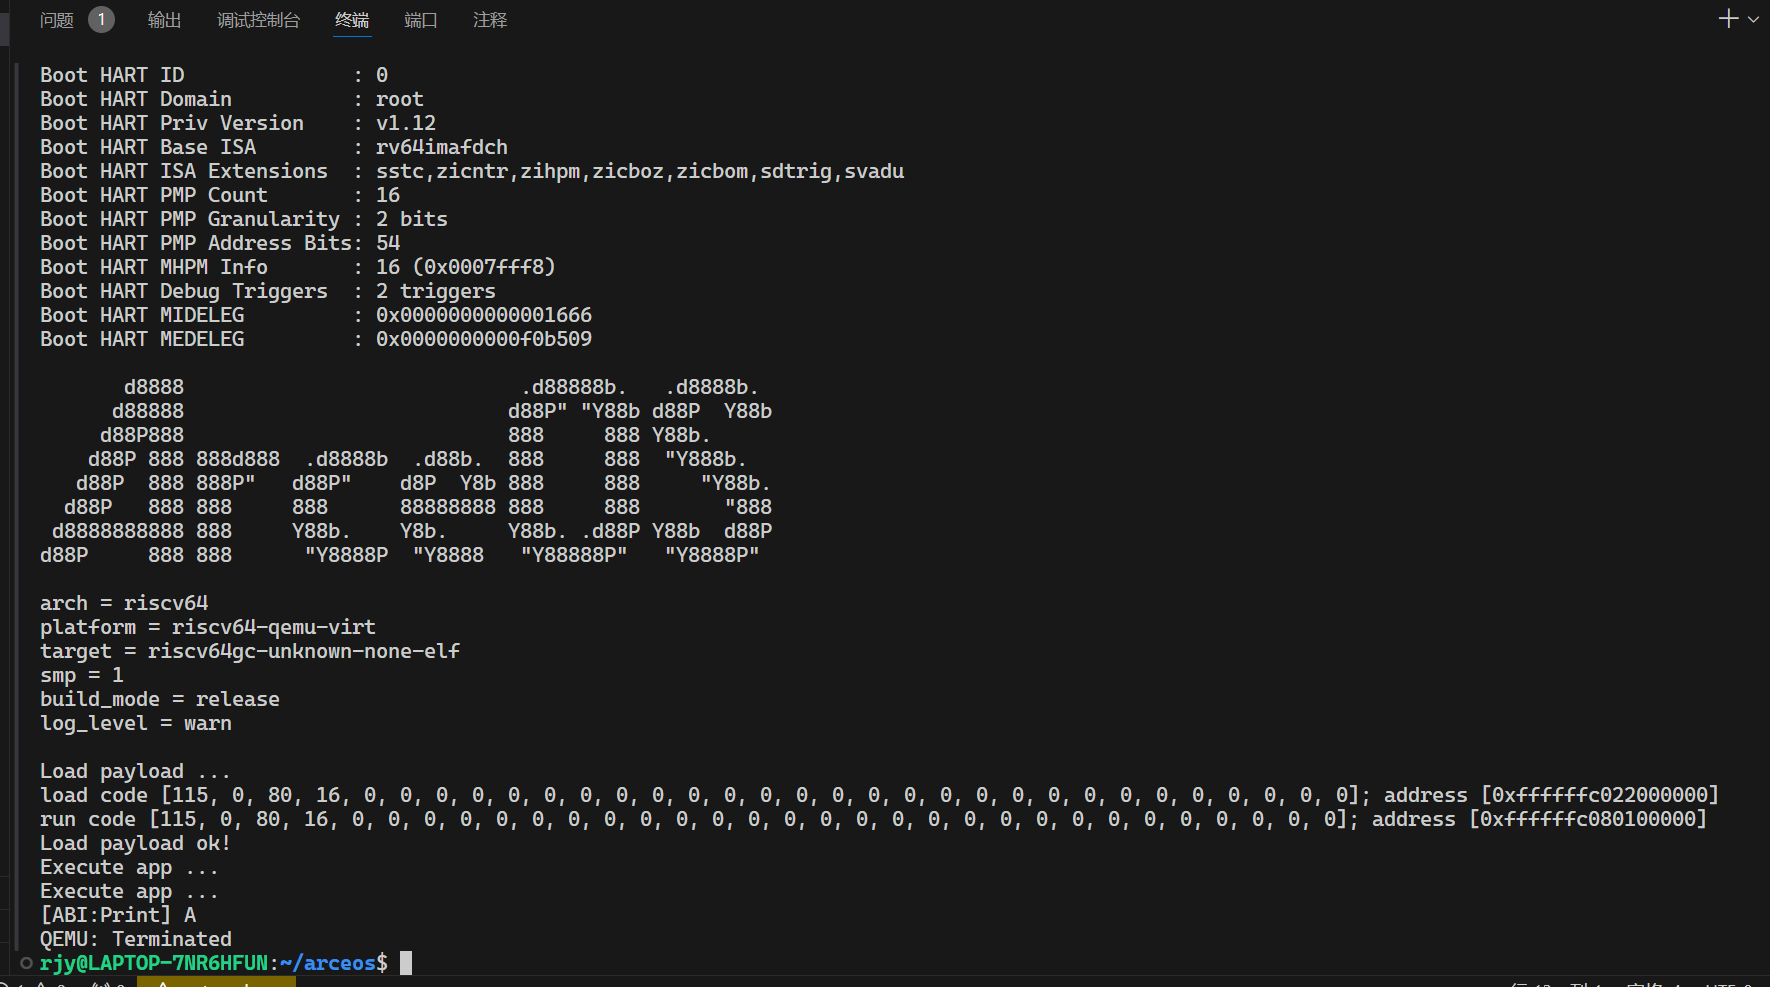 问题 1 输出 调试控制台 终端 端口 注释
Boot HART ID              : 0
Boot HART Domain          : root
Boot HART Priv Version    : v1.12
Boot HART Base ISA        : rv64imafdch
Boot HART ISA Extensions  : sstc,zicntr,zihpm,zicboz,zicbom,sdtrig,svadu
Boot HART PMP Count       : 16
Boot HART PMP Granularity : 2 bits
Boot HART PMP Address Bits: 54
Boot HART MHPM Info       : 16 (0x0007fff8)
Boot HART Debug Triggers  : 2 triggers
Boot HART MIDELEG         : 0x0000000000001666
Boot HART MEDELEG         : 0x0000000000f0b509
       d8888                            .d88888b.   .d8888b.
      d88888                           d88P" "Y88b d88P  Y88b
     d88P888                           888     888 Y88b.
    d88P 888 888d888  .d8888b  .d88b.  888     888  "Y888b.
   d88P  888 888P"   d88P"    d8P  Y8b 888     888     "Y88b.
  d88P   888 888     888      88888888 888     888       "888
 d8888888888 888     Y88b.    Y8b.     Y88b. .d88P Y88b  d88P
d88P     888 888      "Y8888P  "Y8888   "Y88888P"   "Y8888P"
arch = riscv64
platform = riscv64-qemu-virt
target = riscv64gc-unknown-none-elf
smp = 1
build_mode = release
log_level = warn
Load payload ...
load code [115, 0, 80, 16, 0, 0, 0, 0, 0, 0, 0, 0, 0, 0, 0, 0, 0, 0, 0, 0, 0, 0, 0, 0, 0, 0, 0, 0, 0, 0, 0, 0]; address [0xffffffc022000000]
run code [115, 0, 80, 16, 0, 0, 0, 0, 0, 0, 0, 0, 0, 0, 0, 0, 0, 0, 0, 0, 0, 0, 0, 0, 0, 0, 0, 0, 0, 0, 0, 0]; address [0xffffffc080100000]
Load payload ok!
Execute app ...
Execute app ...
[ABI:Print] A
QEMU: Terminated
rjy@LAPTOP-7NR6HFUN:~/arceos$